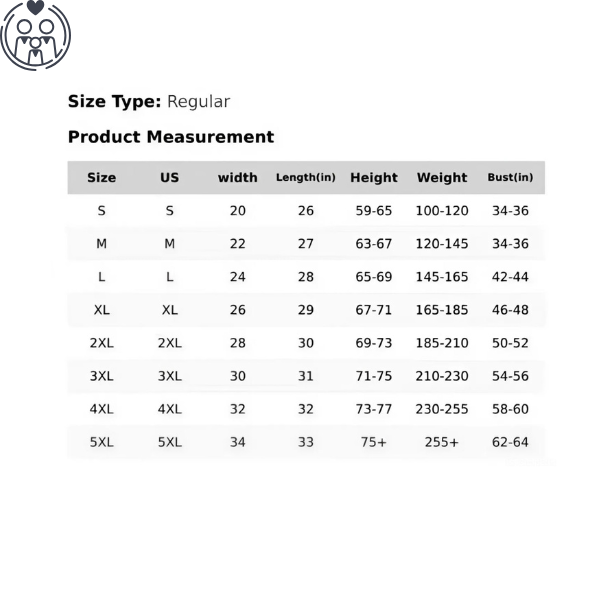 Size Type: Regular
Product Measurement
Size US width Length(in) Height Weight Bust(in)
S S 20 26 59-65 100-120 34-36
M M 22 27 63-67 120-145 34-36
L L 24 28 65-69 145-165 42-44
XL XL 26 29 67-71 165-185 46-48
2XL 2XL 28 30 69-73 185-210 50-52
3XL 3XL 30 31 71-75 210-230 54-56
4XL 4XL 32 32 73-77 230-255 58-60
5XL 5XL 34 33 75+ 255+ 62-64